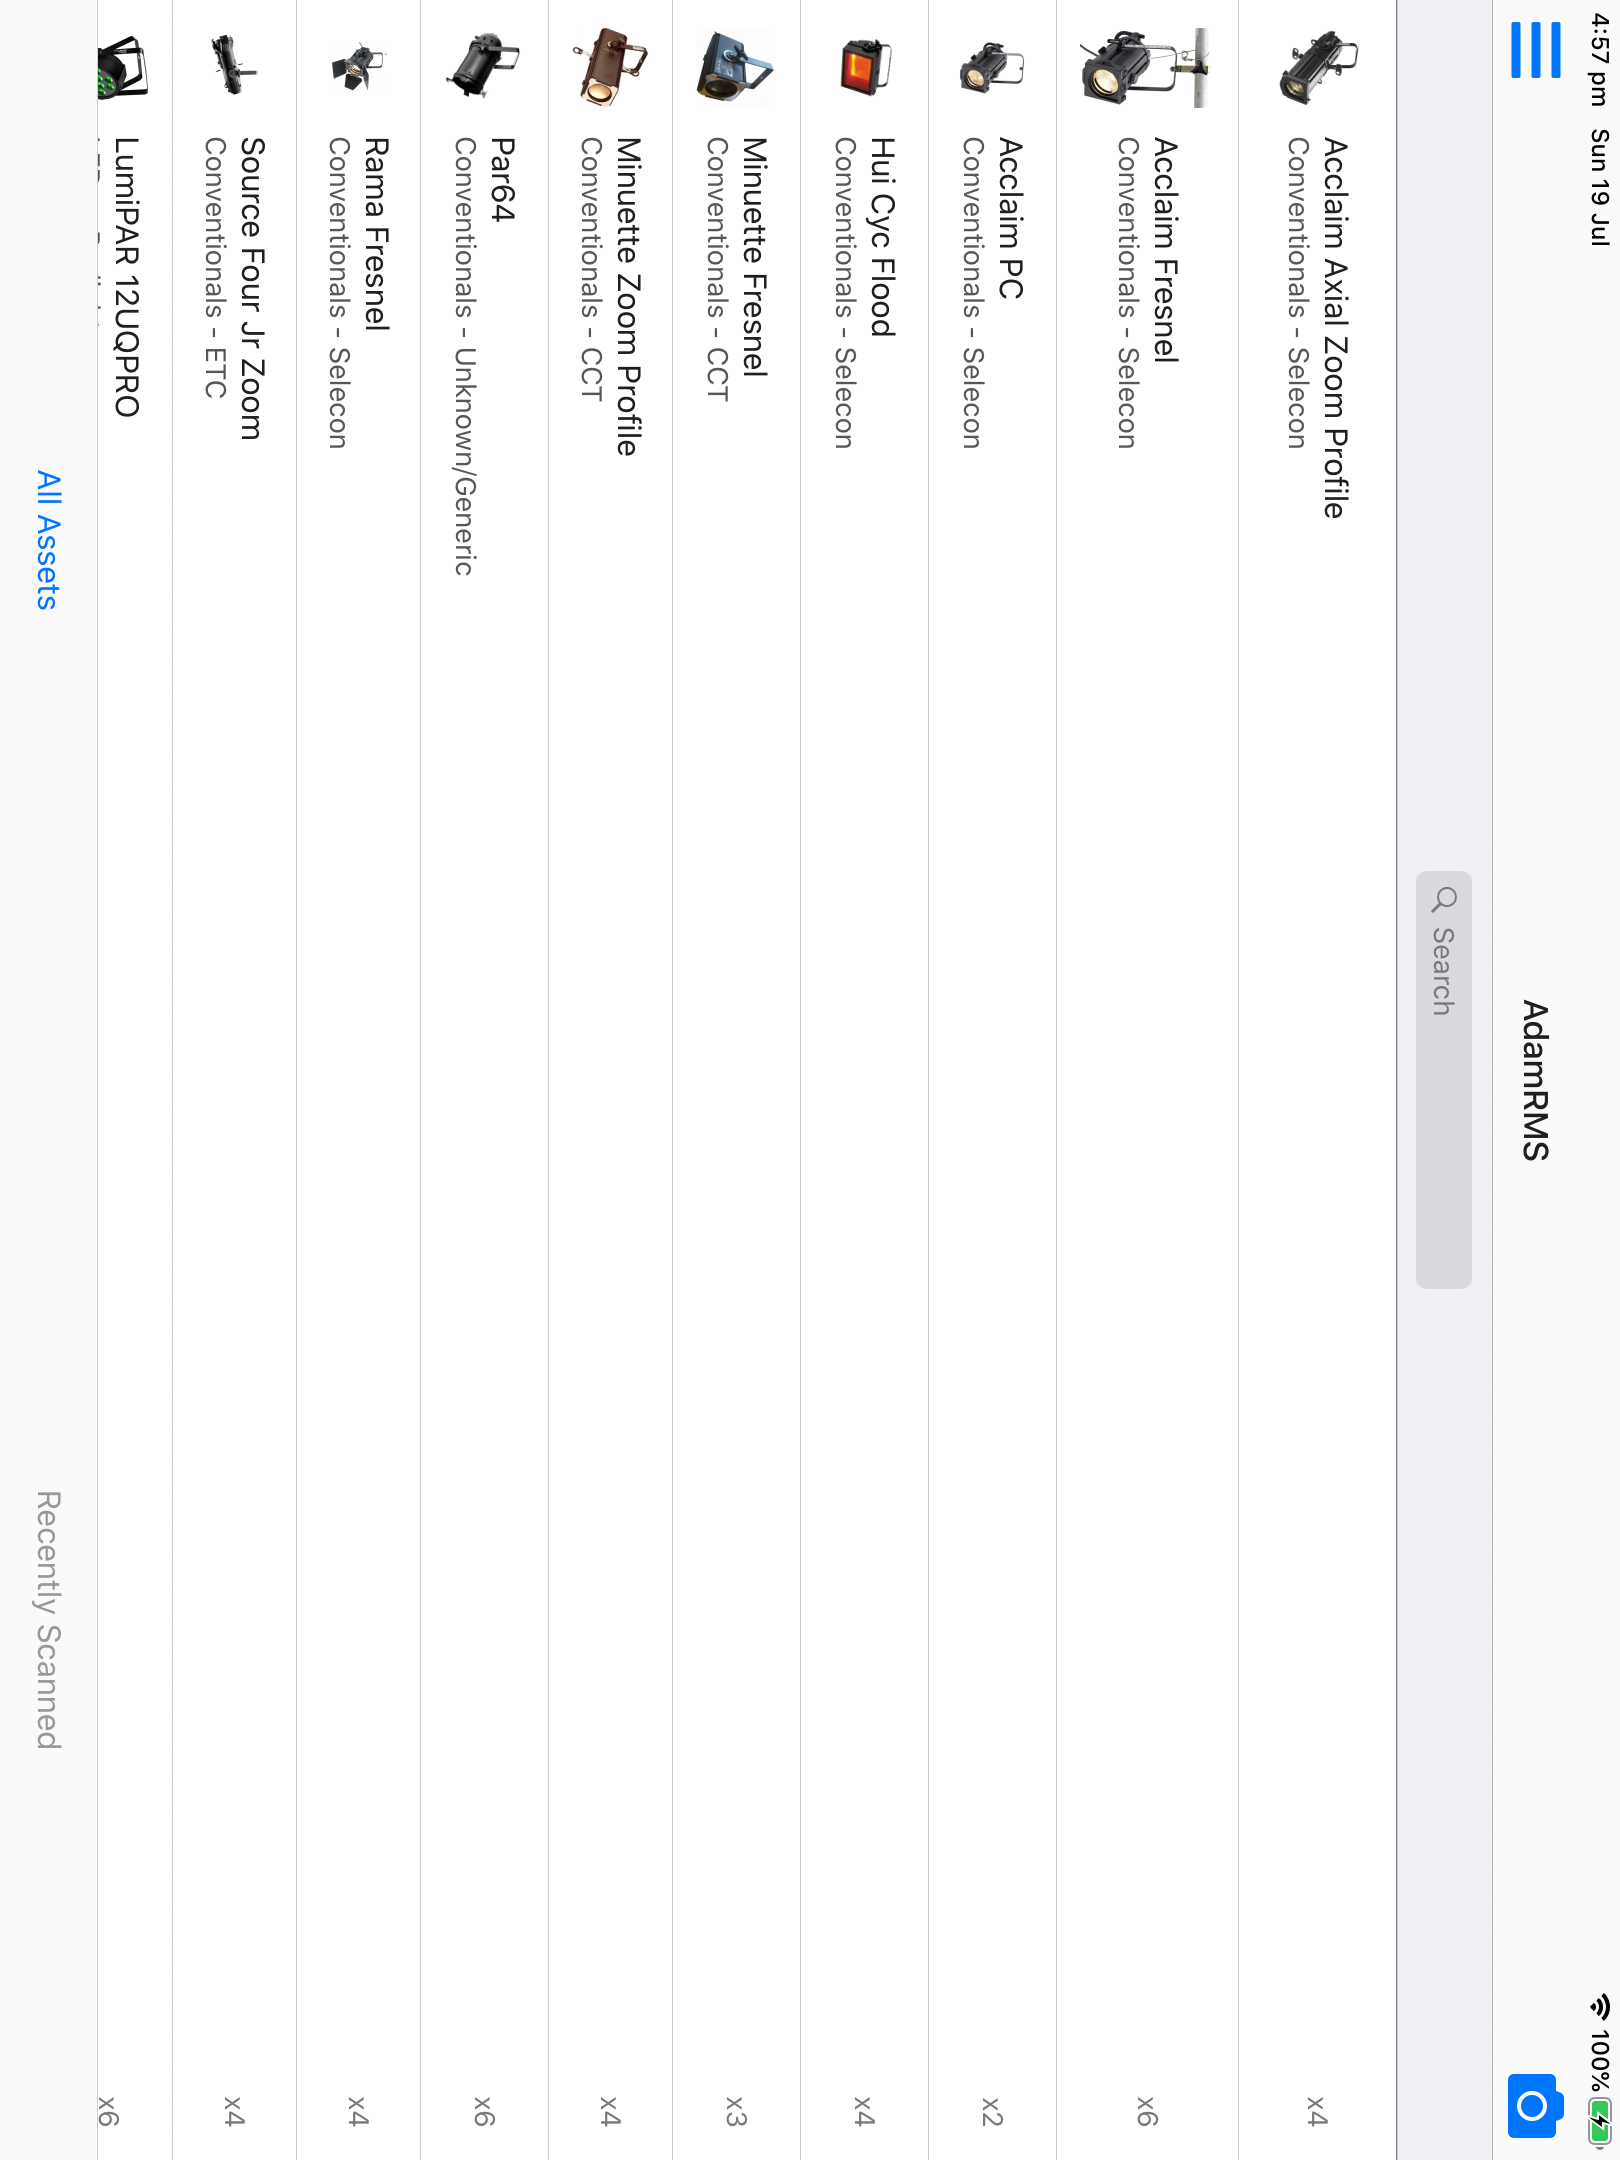 4:57 pm Sun 19 Jul
100%
AdamRMS
Search
Acclaim Axial Zoom Profile
Conventionals - Selecon
x4
Acclaim Fresnel
Conventionals - Selecon
x6
Acclaim PC
Conventionals - Selecon
x2
Hui Cyc Flood
Conventionals - Selecon
x4
Minuette Fresnel
Conventionals - CCT
x3
Minuette Zoom Profile
Conventionals - CCT
x4
Par64
Conventionals - Unknown/Generic
x6
Rama Fresnel
Conventionals - Selecon
x4
Source Four Jr Zoom
Conventionals - ETC
x4
LumiPAR 12UQPRO
x6
All Assets
Recently Scanned